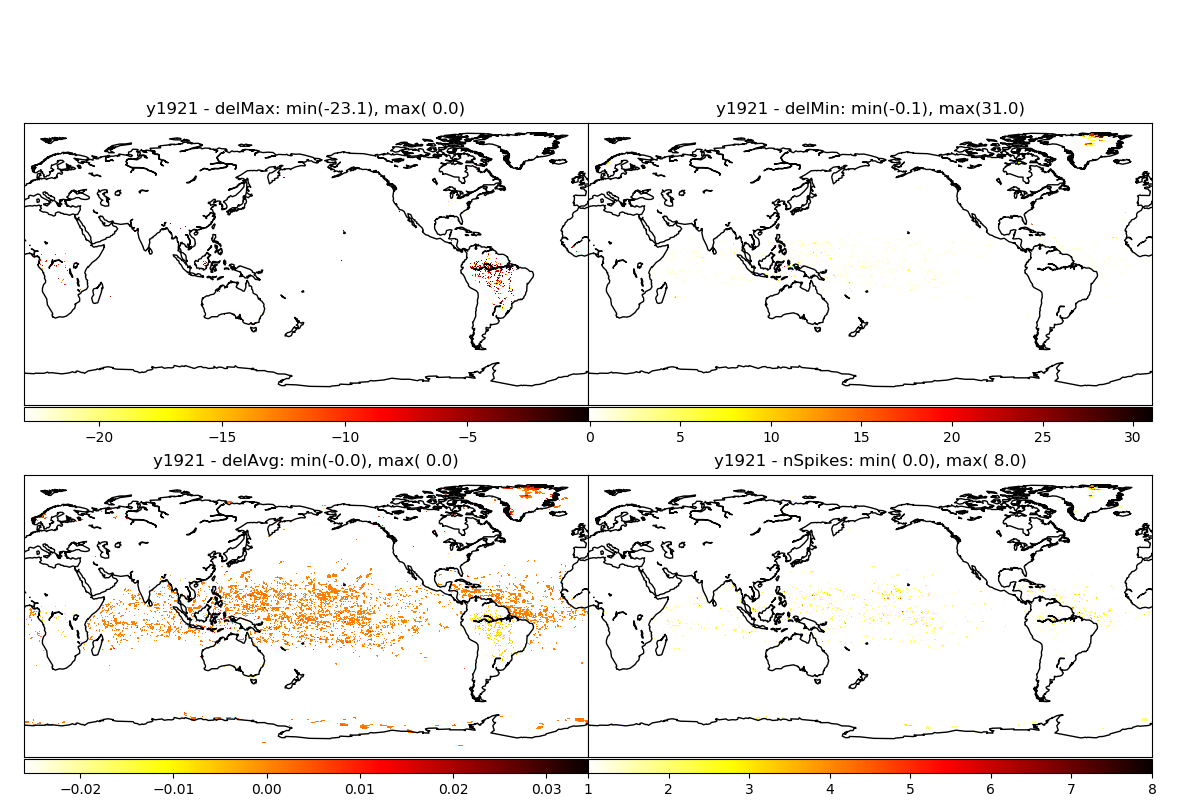 y1921 - delMax: min(-23.1), max( 0.0)
y1921 - delMin: min(-0.1), max(31.0)
−20 −15 −10 −5
0 5 10 15 20 25 30
y1921 - delAvg: min(-0.0), max( 0.0)
y1921 - nSpikes: min( 0.0), max( 8.0)
−0.02 −0.01 0.00 0.01 0.02 0.03
1 2 3 4 5 6 7 8